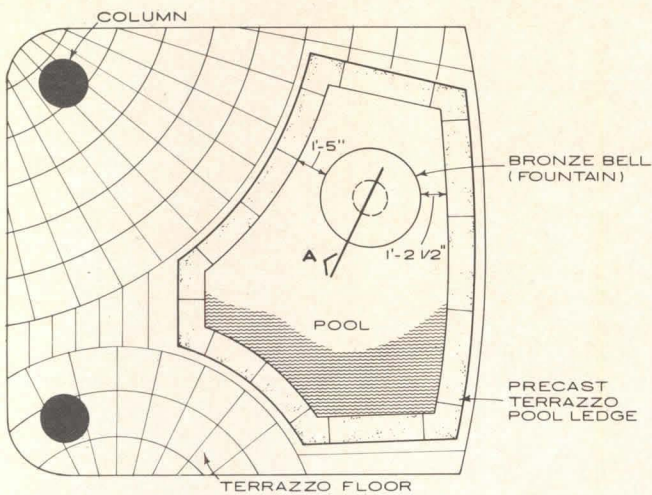 COLUMN
1'-5"
BRONZE BELL
(FOUNTAIN)
A
1'-2 1/2"
POOL
PRECAST
TERRAZZO
POOL LEDGE
TERRAZZO FLOOR